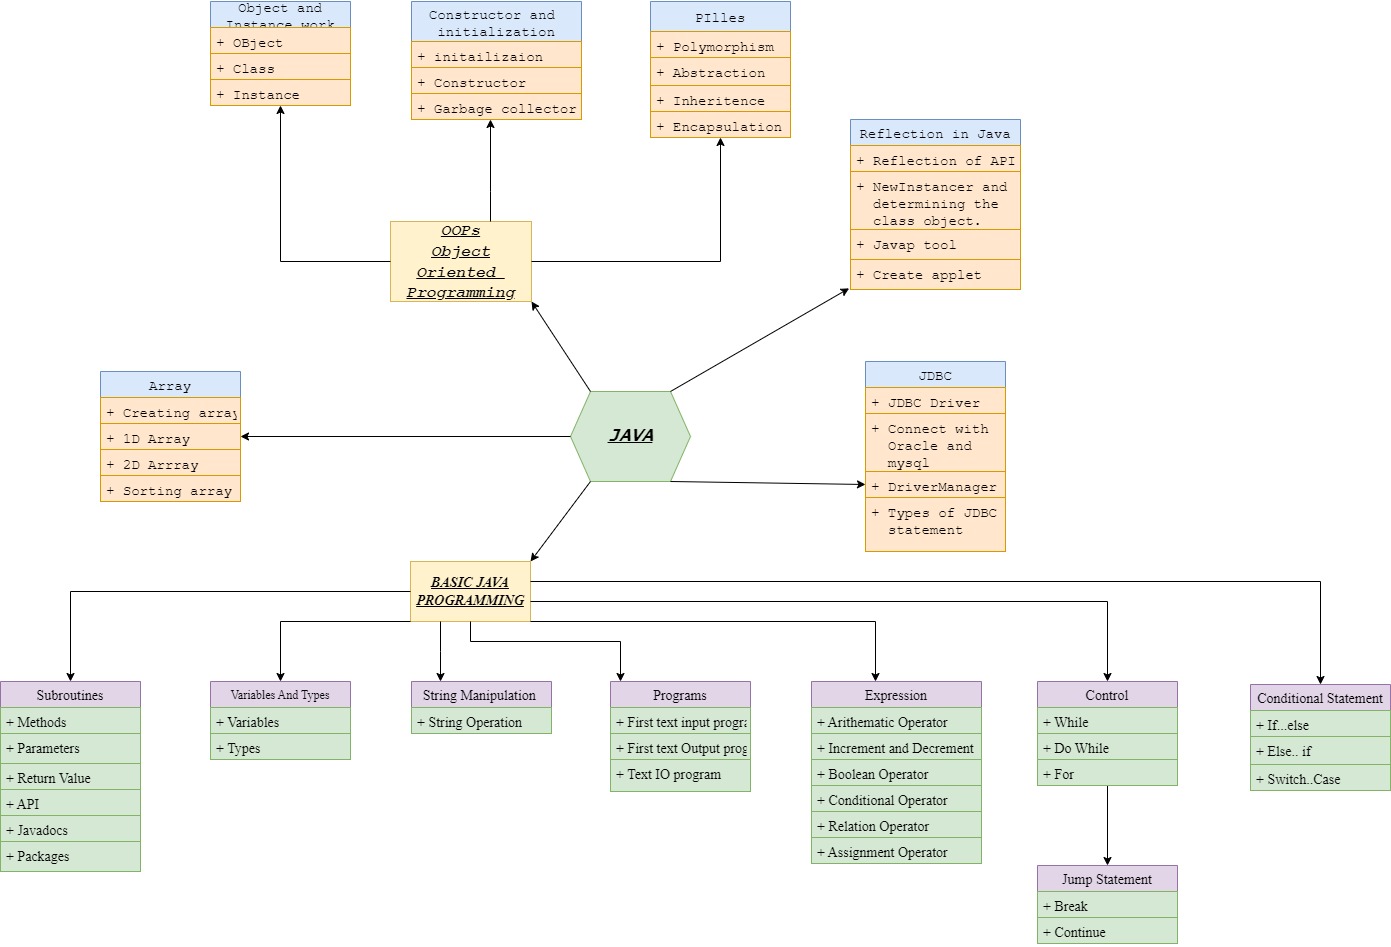 Object and
Instance work
+ OBject
+ Class
+ Instance
Constructor and
initialization
+ initailizaion
+ Constructor
+ Garbage collector
PIlles
+ Polymorphism
+ Abstraction
+ Inheritence
+ Encapsulation
Reflection in Java
+ Reflection of API
+ NewInstancer and
determining the
class object.
+ Javap tool
+ Create applet
OOPs
Object
Oriented
Programming
Array
+ Creating array
+ 1D Array
+ 2D Arrray
+ Sorting array
JAVA
JDBC
+ JDBC Driver
+ Connect with
Oracle and
mysql
+ DriverManager
+ Types of JDBC
statement
BASIC JAVA
PROGRAMMING
Subroutines
+ Methods
+ Parameters
+ Return Value
+ API
+ Javadocs
+ Packages
Variables And Types
+ Variables
+ Types
String Manipulation
+ String Operation
Programs
+ First text input progra
+ First text Output prog
+ Text IO program
Expression
+ Arithematic Operator
+ Increment and Decrement
+ Boolean Operator
+ Conditional Operator
+ Relation Operator
+ Assignment Operator
Control
+ While
+ Do While
+ For
Conditional Statement
+ If...else
+ Else.. if
+ Switch..Case
Jump Statement
+ Break
+ Continue